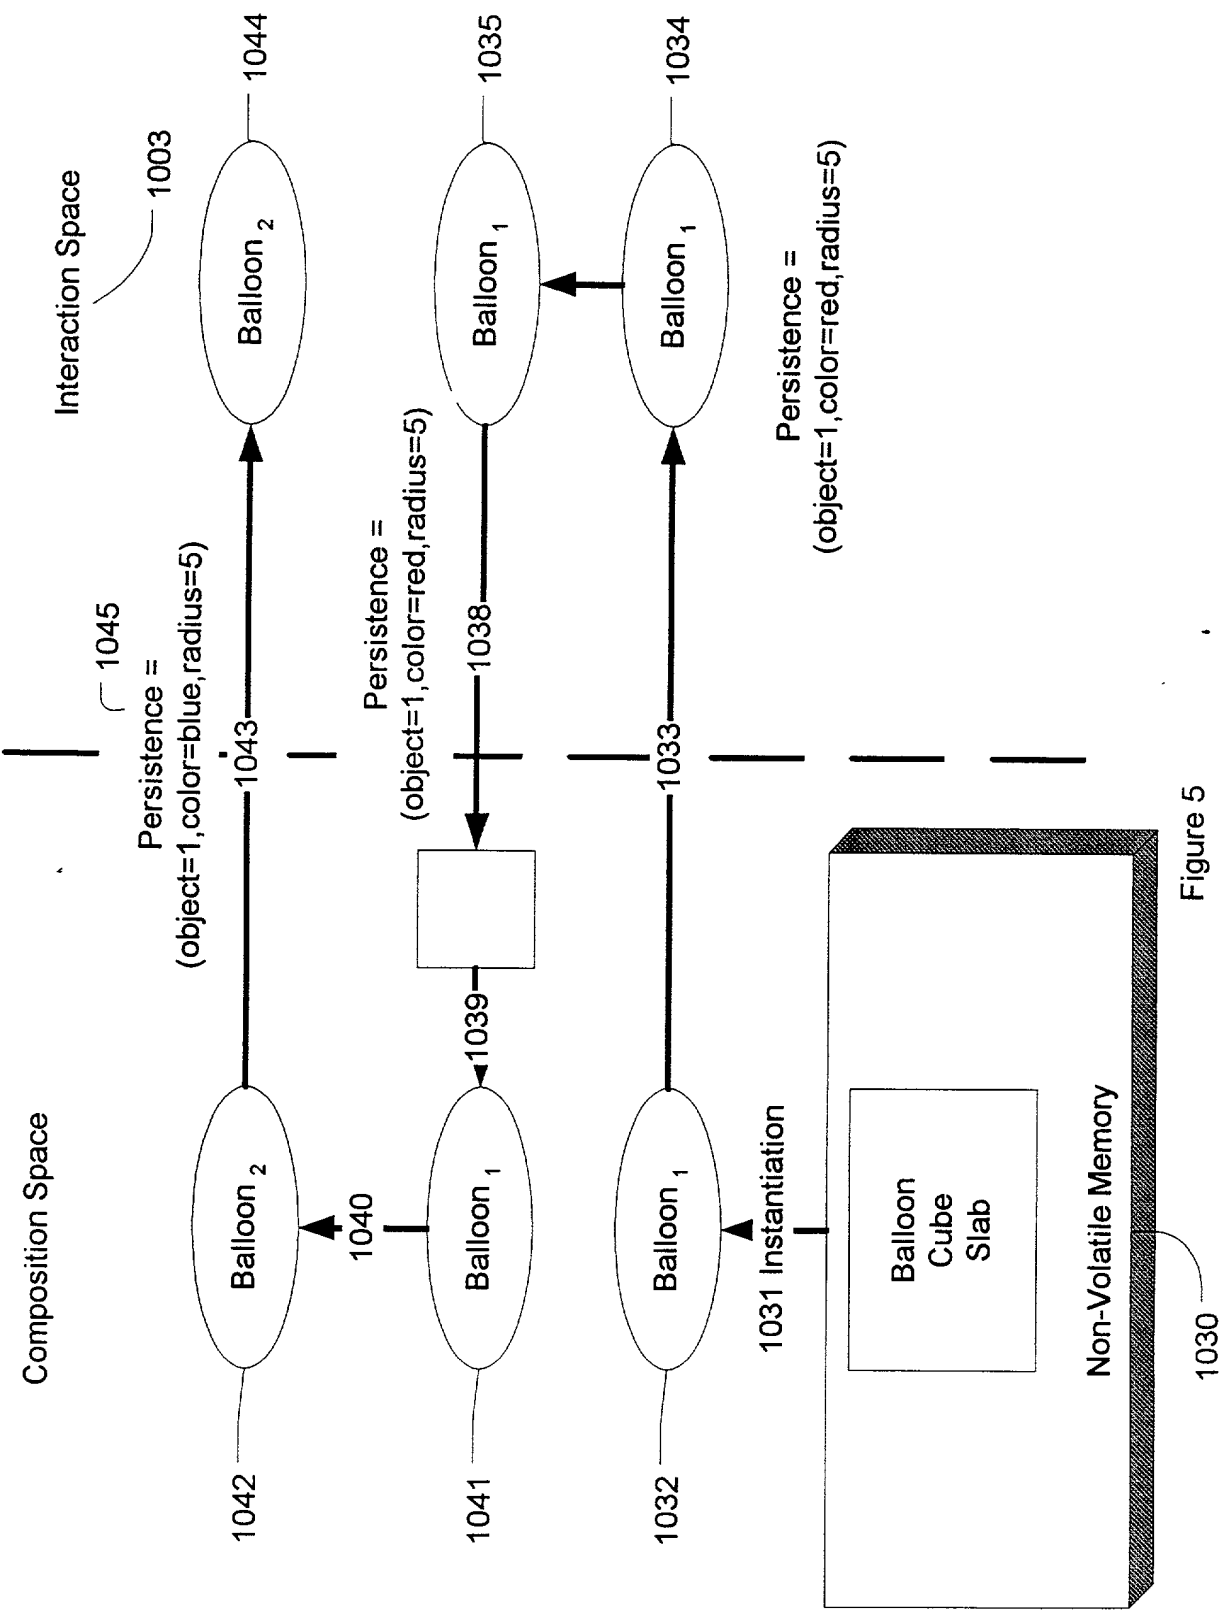 Composition Space
Interaction Space
1003
1045
Persistence =
(object=1,color=blue,radius=5)
1042
Balloon 2
1043
Balloon 2
1044
1040
Persistence =
(object=1,color=red,radius=5)
1041
Balloon 1
1039
1038
Balloon 1
1035
1032
Balloon 1
1033
Balloon 1
1034
1031 Instantiation
Persistence =
(object=1,color=red,radius=5)
Balloon
Cube
Slab
Non-Volatile Memory
1030
Figure 5